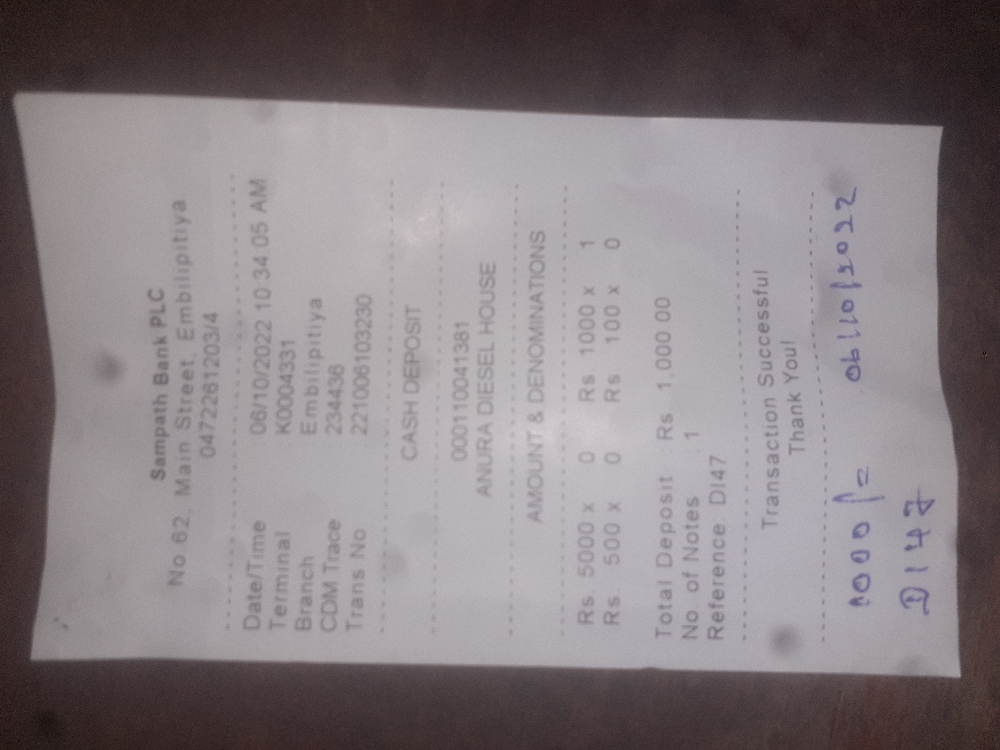 Sampath Bank PLC
No 62, Main Street, Embilipitiya
0472261203/4
Date/Time 06/10/2022 10 34 05 AM
Terminal K0004331
Branch Embilipitiya
CDM Trace 234436
Trans No 221006103230
CASH DEPOSIT
000110041381
ANURA DIESEL HOUSE
AMOUNT & DENOMINATIONS
Rs 5000 x 0 Rs 1000 x 1
Rs 500 x 0 Rs 100 x 0
Total Deposit : Rs 1,000 00
No of Notes : 1
Reference DI47
Transaction Successful
Thank You!
1000/= 06/10/2022
DI47